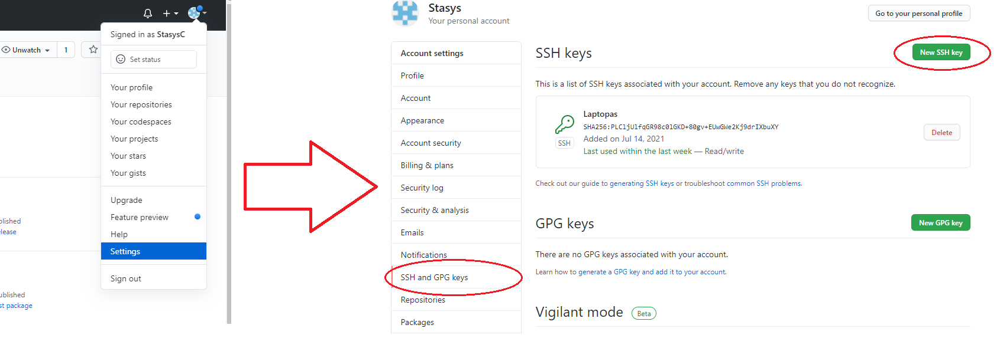 Signed in as StasysC
Unwatch 1
Set status
Your profile
Your repositories
Your codespaces
Your projects
Your stars
Your gists
Upgrade
blished
Feature preview
elease
Help
Settings
Sign out
ublished
st package
Stasys
Your personal account
Go to your personal profile
Account settings
Profile
Account
Appearance
Account security
Billing & plans
Security log
Security & analysis
Emails
Notifications
SSH and GPG keys
Repositories
Packages
SSH keys
New SSH key
This is a list of SSH keys associated with your account. Remove any keys that you do not recognize.
Laptopas
SHA256:PLCljUlfqGR98c0lGKD+80gv+EUwGWe2Kj9drIXbuXY
SSH
Added on Jul 14, 2021
Last used within the last week — Read/write
Delete
Check out our guide to generating SSH keys or troubleshoot common SSH problems.
GPG keys
New GPG key
There are no GPG keys associated with your account.
Learn how to generate a GPG key and add it to your account.
Vigilant mode Beta